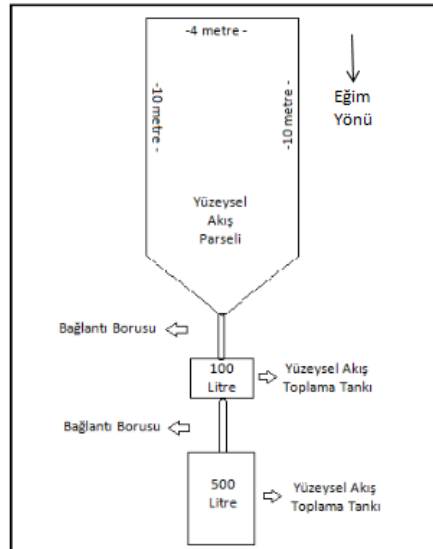 -4 metre -
-10 metre-
-10 metre-
Eğim
Yönü
Yüzeysel
Akış
Parseli
Bağlantı Borusu
100
Litre
Yüzeysel Akış
Toplama Tankı
Bağlantı Borusu
500
Litre
Yüzeysel Akış
Toplama Tankı